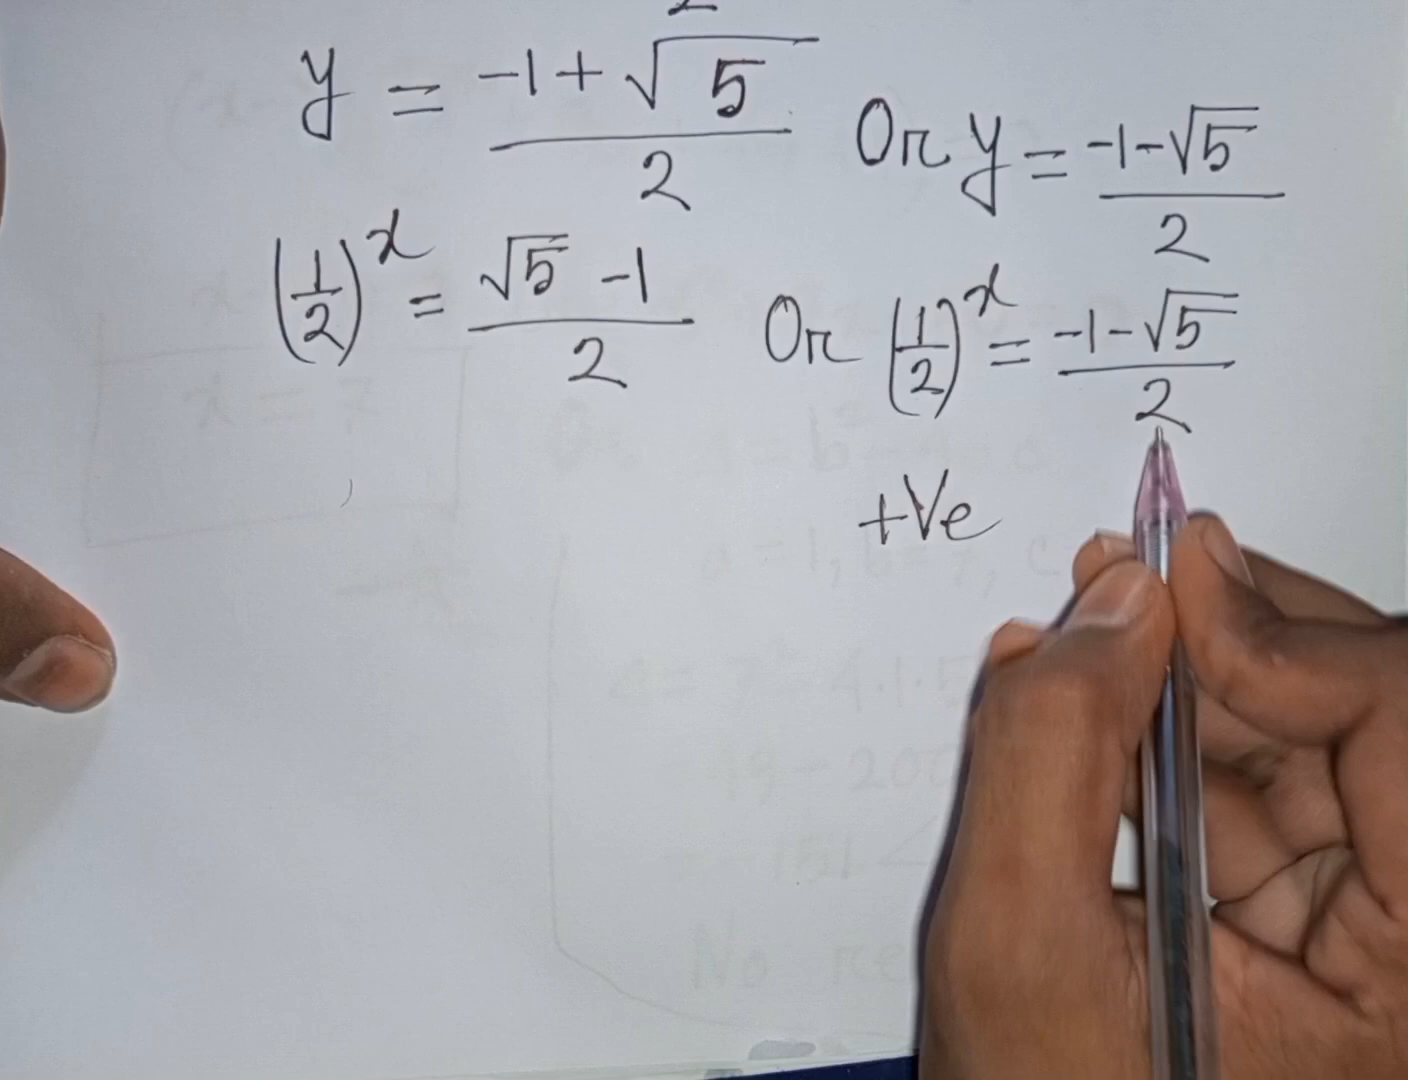 y = (-1 + √5)/2 Or y = (-1-√5)/2
(1/2)^x = (√5 -1)/2 Or (1/2)^x = (-1-√5)/2
+Ve